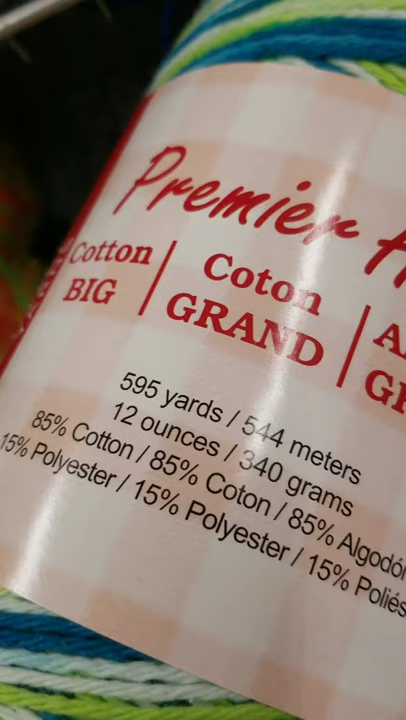 Premier
Cotton BIG | Coton GRAND |
595 yards / 544 meters
12 ounces / 340 grams
85% Cotton / 85% Coton / 85% Algodón
15% Polyester / 15% Polyester / 15%